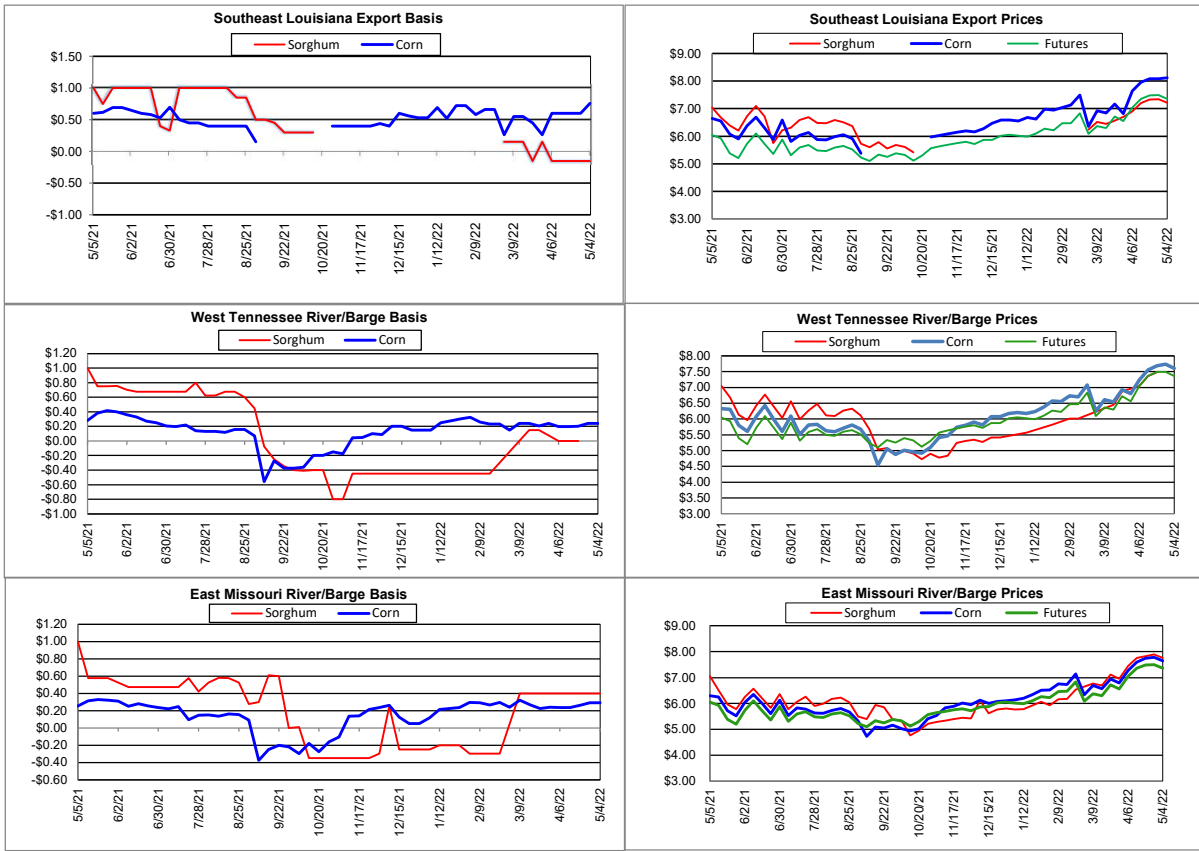 Southeast Louisiana Export Basis
Sorghum Corn
$1.50
$1.00
$0.50
$0.00
-$0.50
-$1.00
5/5/21 6/2/21 6/30/21 7/28/21 8/25/21 9/22/21 10/20/21 11/17/21 12/15/21 1/12/22 2/9/22 3/9/22 4/6/22 5/4/22
Southeast Louisiana Export Prices
Sorghum Corn Futures
$9.00
$8.00
$7.00
$6.00
$5.00
$4.00
$3.00
5/5/21 6/2/21 6/30/21 7/28/21 8/25/21 9/22/21 10/20/21 11/17/21 12/15/21 1/12/22 2/9/22 3/9/22 4/6/22 5/4/22
West Tennessee River/Barge Basis
Sorghum Corn
$1.20
$1.00
$0.80
$0.60
$0.40
$0.20
$0.00
-$0.20
-$0.40
-$0.60
-$0.80
-$1.00
5/5/21 6/2/21 6/30/21 7/28/21 8/25/21 9/22/21 10/20/21 11/17/21 12/15/21 1/12/22 2/9/22 3/9/22 4/6/22 5/4/22
West Tennessee River/Barge Prices
Sorghum Corn Futures
$8.00
$7.50
$7.00
$6.50
$6.00
$5.50
$5.00
$4.50
$4.00
$3.50
$3.00
5/5/21 6/2/21 6/30/21 7/28/21 8/25/21 9/22/21 10/20/21 11/17/21 12/15/21 1/12/22 2/9/22 3/9/22 4/6/22 5/4/22
East Missouri River/Barge Basis
Sorghum Corn
$1.20
$1.00
$0.80
$0.60
$0.40
$0.20
$0.00
-$0.20
-$0.40
-$0.60
5/5/21 6/2/21 6/30/21 7/28/21 8/25/21 9/22/21 10/20/21 11/17/21 12/15/21 1/12/22 2/9/22 3/9/22 4/6/22 5/4/22
East Missouri River/Barge Prices
Sorghum Corn Futures
$9.00
$8.00
$7.00
$6.00
$5.00
$4.00
$3.00
5/5/21 6/2/21 6/30/21 7/28/21 8/25/21 9/22/21 10/20/21 11/17/21 12/15/21 1/12/22 2/9/22 3/9/22 4/6/22 5/4/22